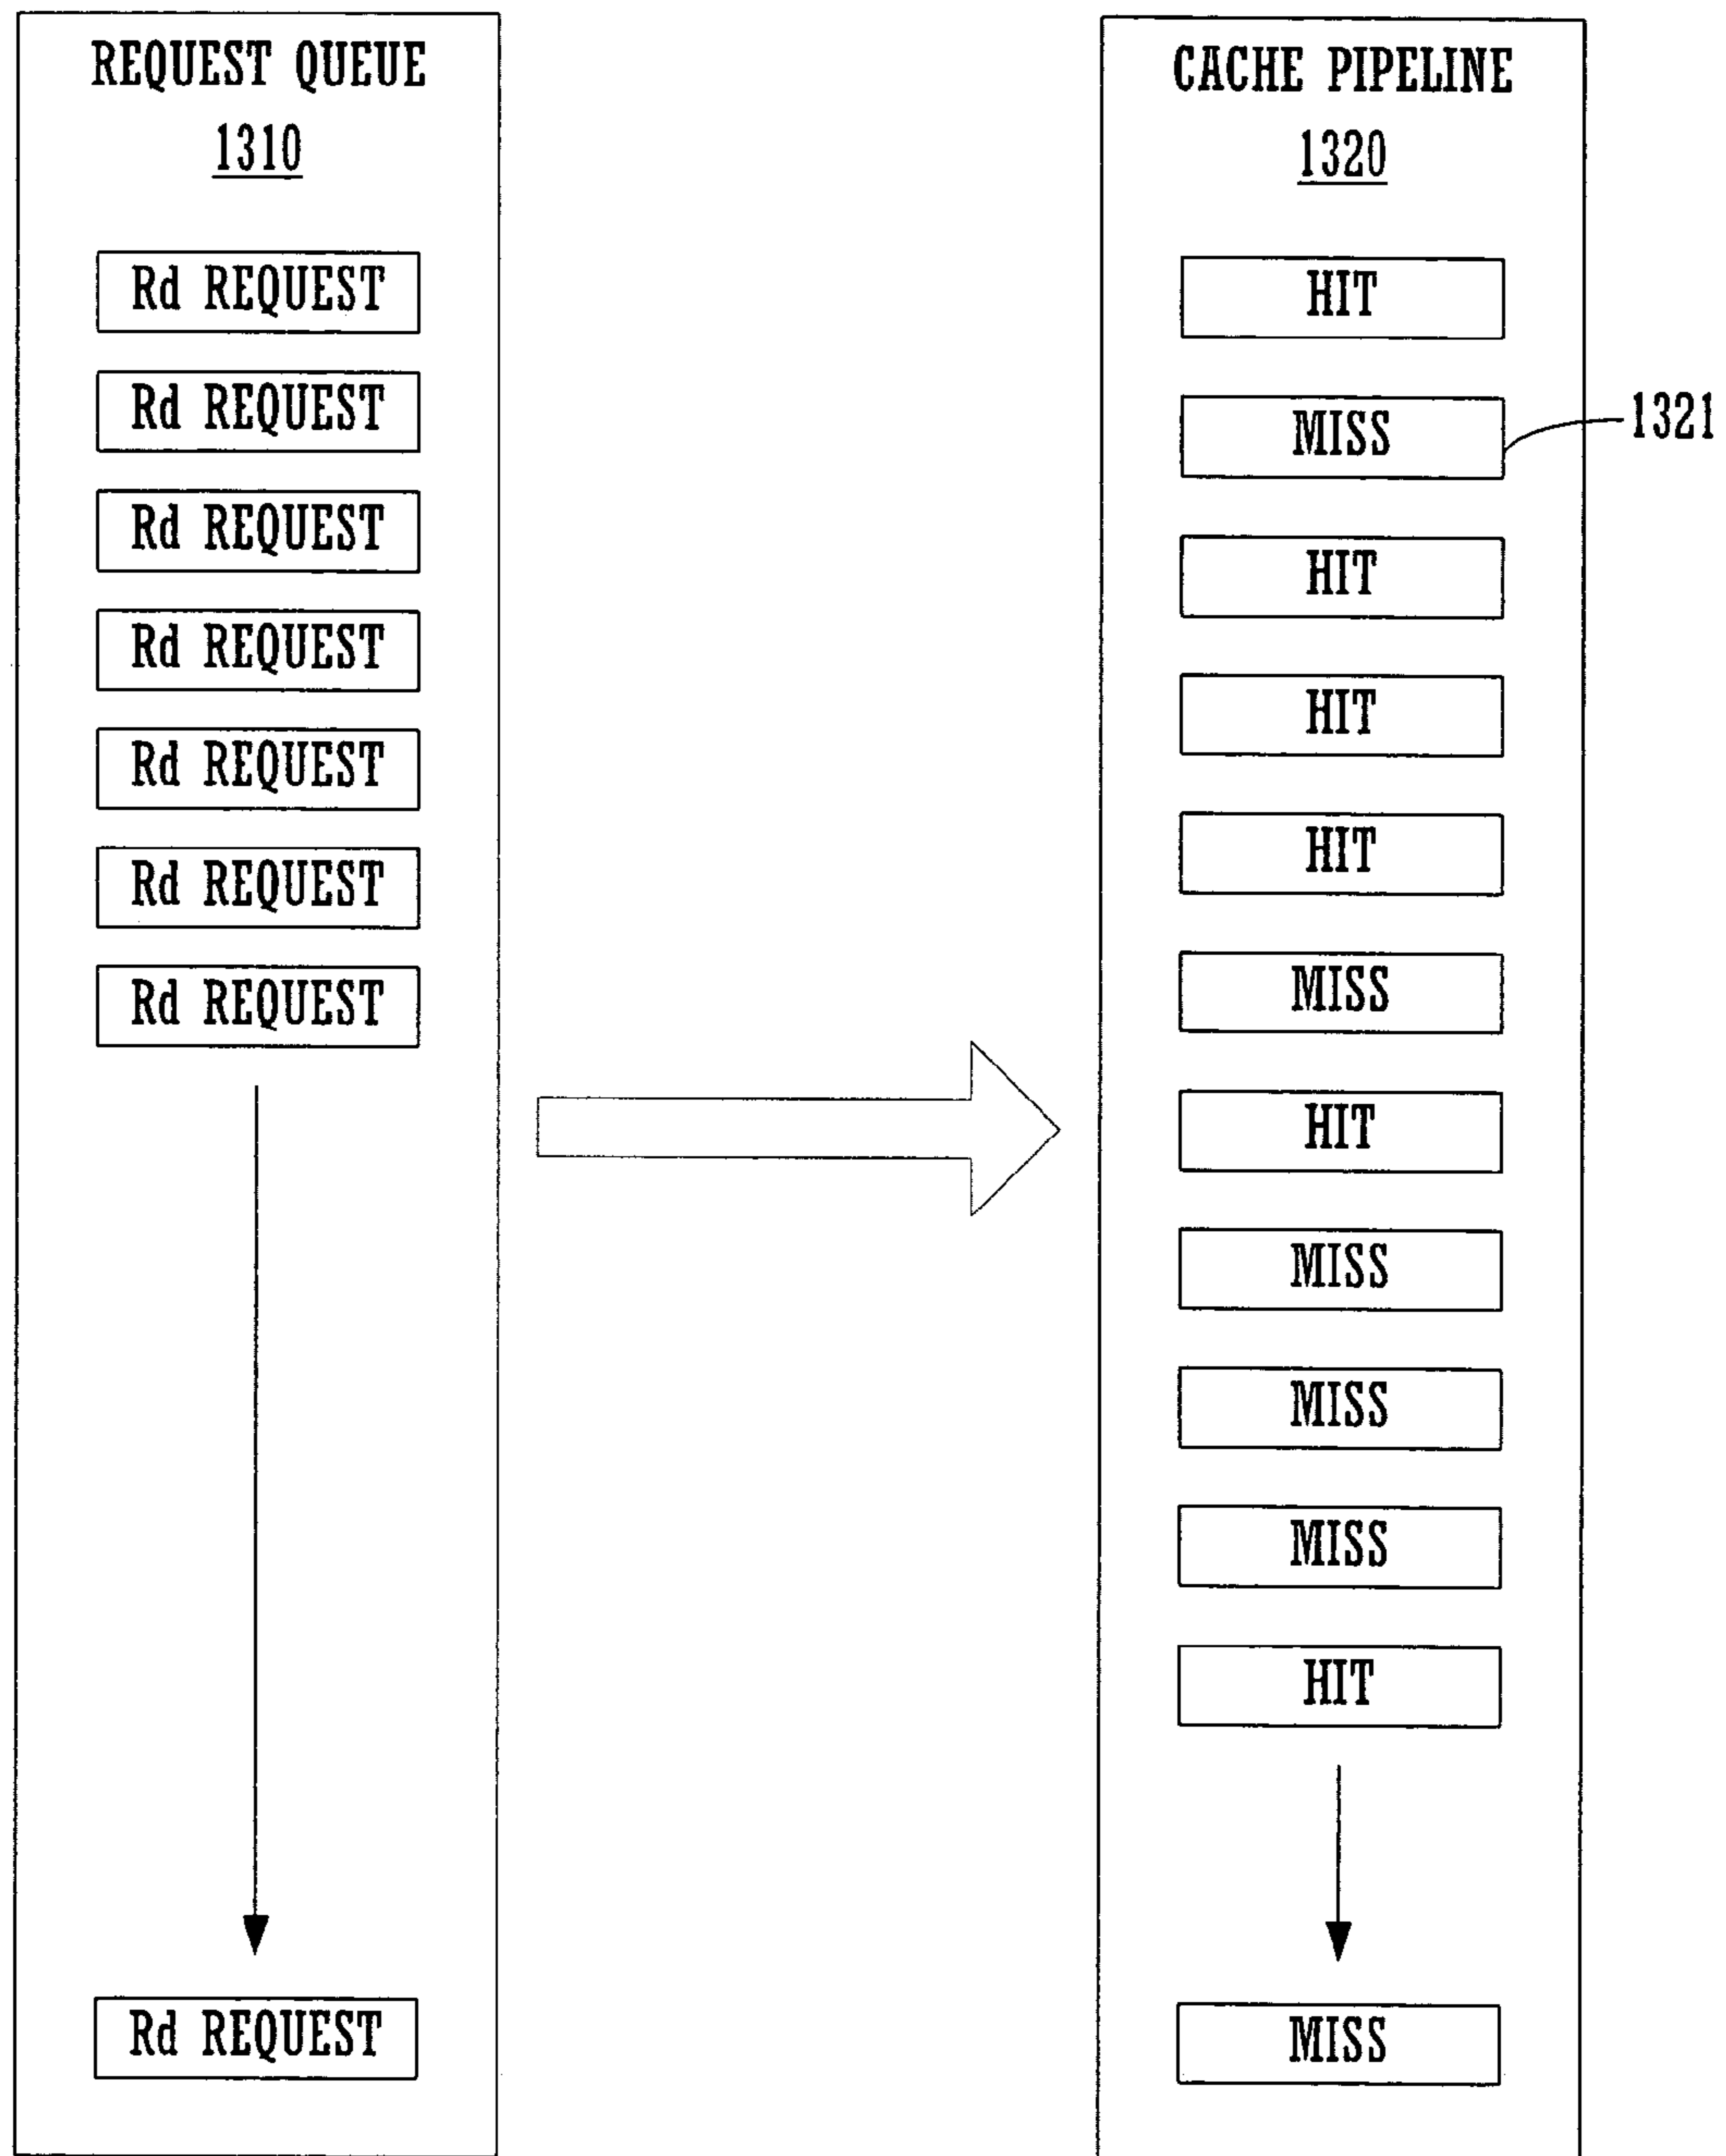 REQUEST QUEUE
1310
Rd REQUEST
Rd REQUEST
Rd REQUEST
Rd REQUEST
Rd REQUEST
Rd REQUEST
Rd REQUEST
Rd REQUEST
CACHE PIPELINE
1320
HIT
MISS
1321
HIT
HIT
HIT
MISS
HIT
MISS
MISS
MISS
HIT
MISS